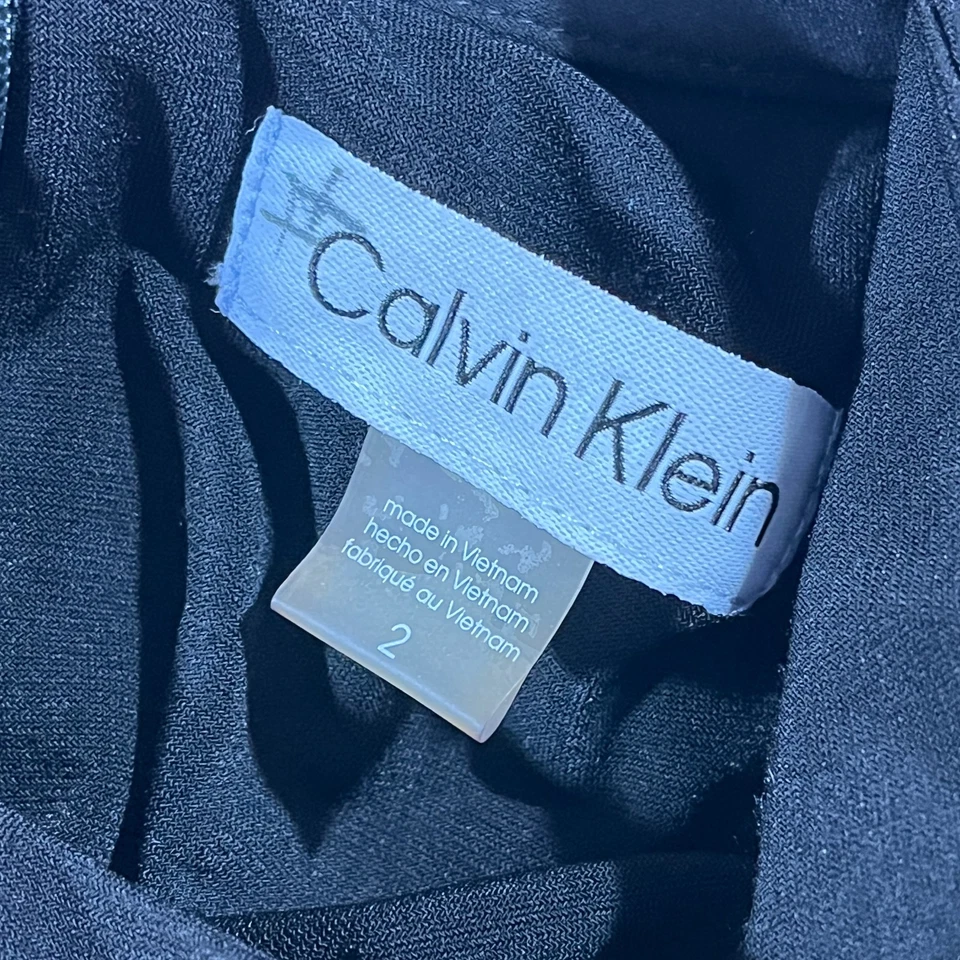 Calvin Klein
made in Vietnam
hecho en Vietnam
fabriqué au Vietnam
2